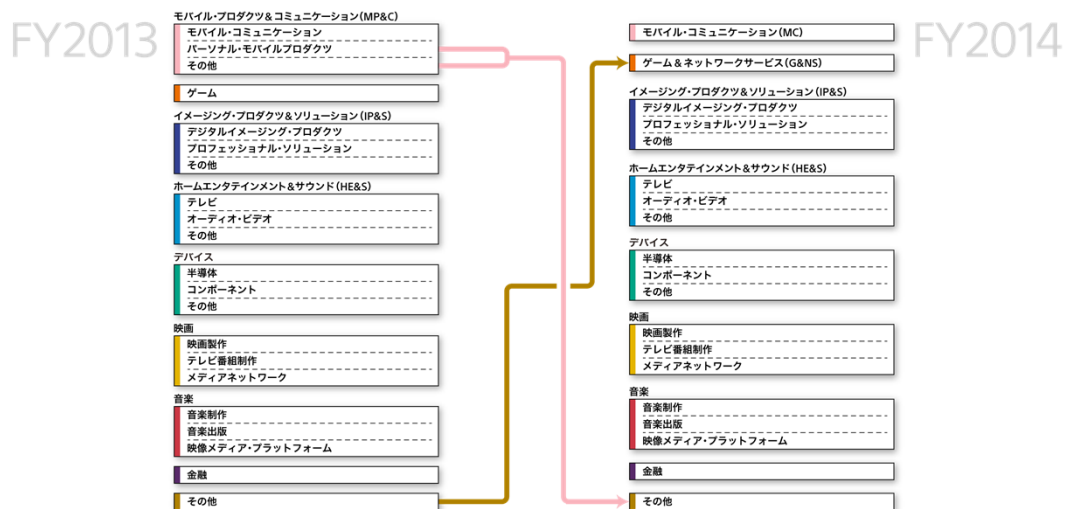 FY2013
モバイル・プロダクツ&コミュニケーション(MP&C)
モバイル・コミュニケーション
パーソナル・モバイルプロダクツ
その他
ゲーム
イメージング・プロダクツ&ソリューション(IP&S)
デジタルイメージング・プロダクツ
プロフェッショナル・ソリューション
その他
ホームエンタテインメント&サウンド(HE&S)
テレビ
オーディオ・ビデオ
その他
デバイス
半導体
コンポーネント
その他
映画
映画製作
テレビ番組制作
メディアネットワーク
音楽
音楽制作
音楽出版
映像メディア・プラットフォーム
金融
その他
FY2014
モバイル・コミュニケーション(MC)
ゲーム&ネットワークサービス(G&NS)
イメージング・プロダクツ&ソリューション(IP&S)
デジタルイメージング・プロダクツ
プロフェッショナル・ソリューション
その他
ホームエンタテインメント&サウンド(HE&S)
テレビ
オーディオ・ビデオ
その他
デバイス
半導体
コンポーネント
その他
映画
映画製作
テレビ番組制作
メディアネットワーク
音楽
音楽制作
音楽出版
映像メディア・プラットフォーム
金融
その他